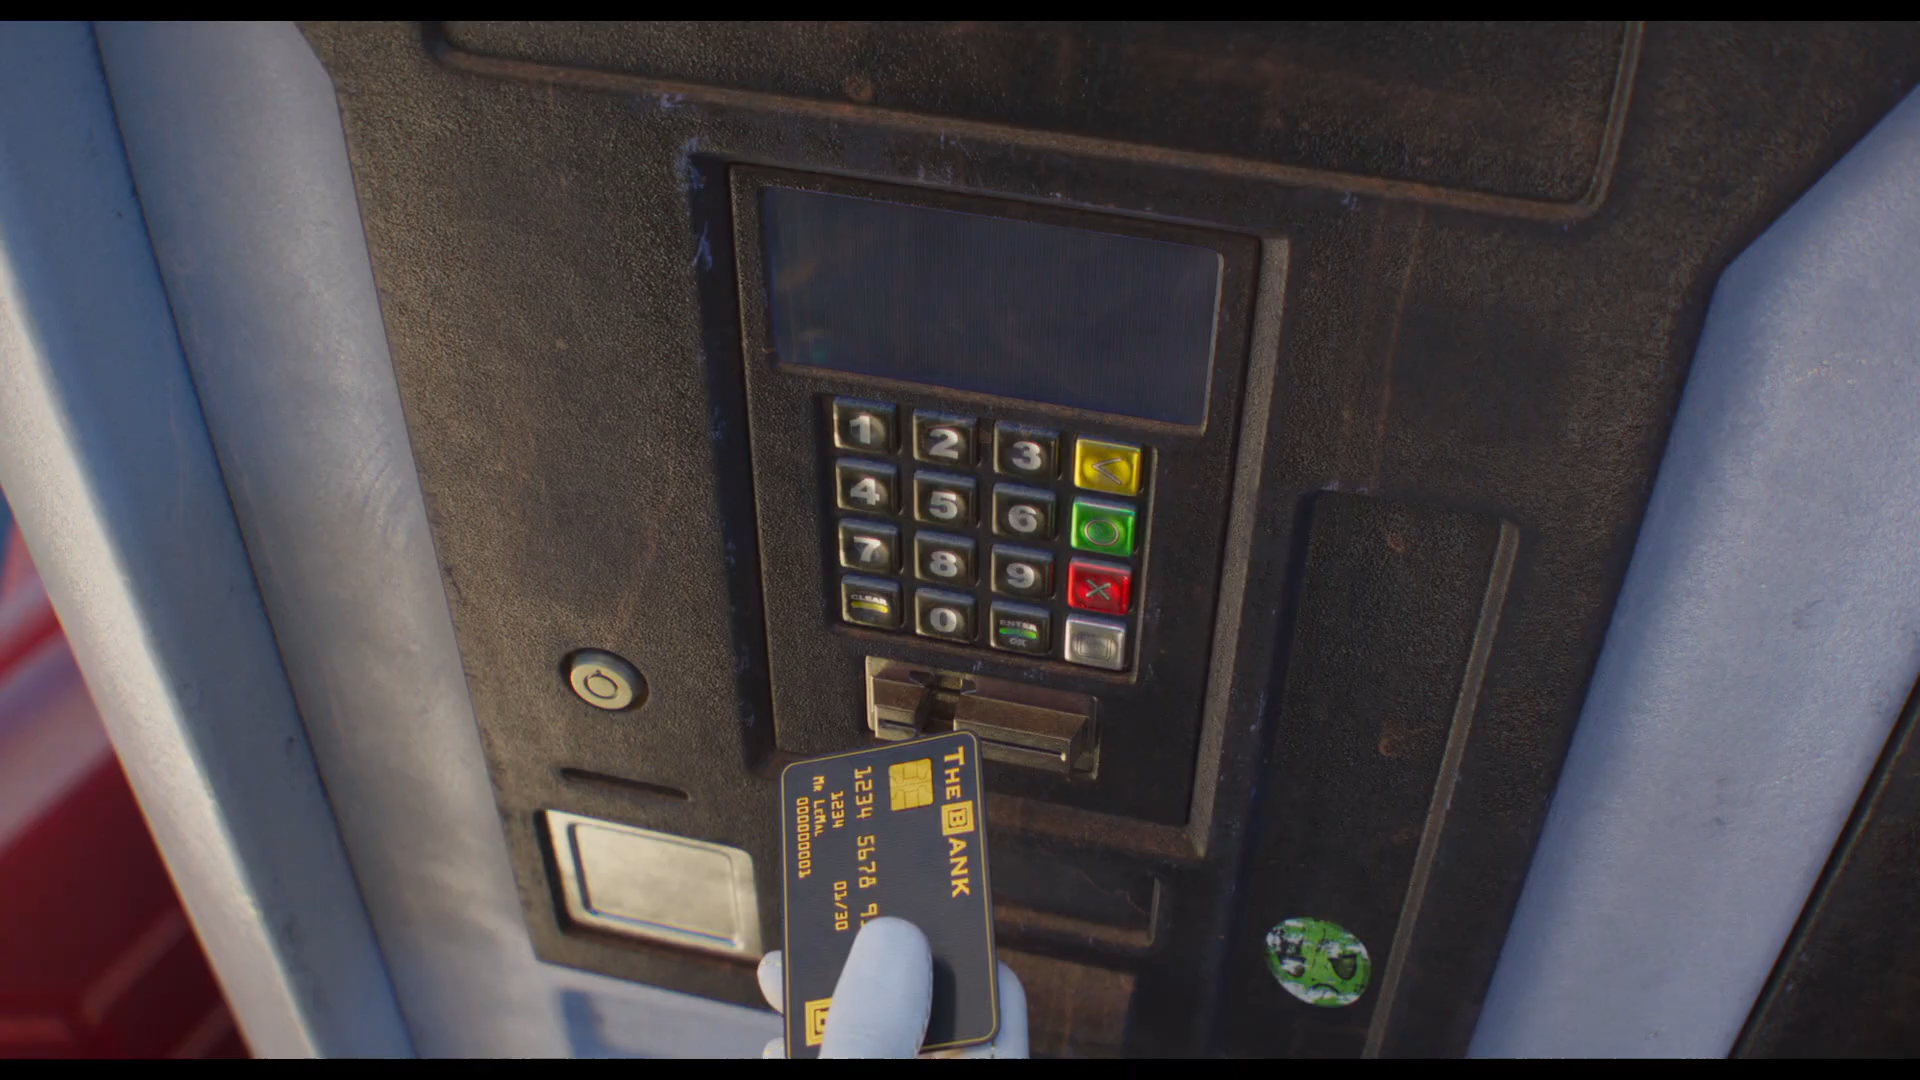 1 2 3
4 5 6
7 8 9
CLEAR 0 ENTER
OK
THE BANK
1234 5678 9
1234 01/30
Mr LeMal
000000001
B